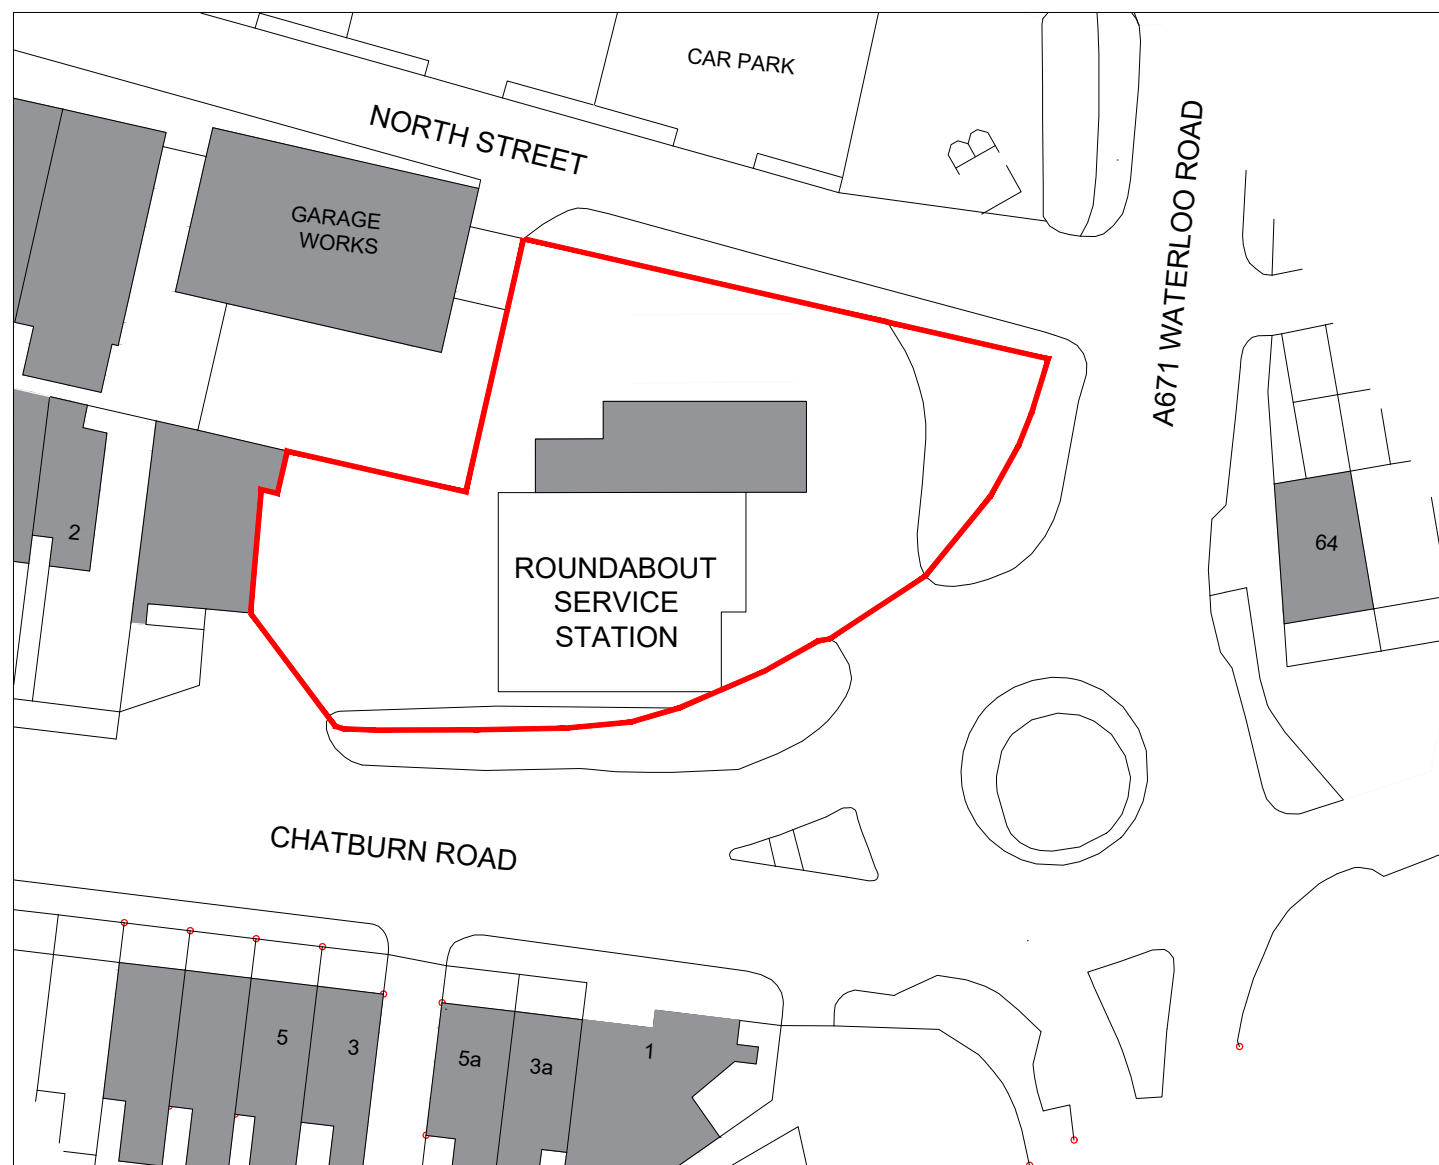 CAR PARK
NORTH STREET
A671 WATERLOO ROAD
GARAGE
WORKS
2
ROUNDABOUT
SERVICE
STATION
64
CHATBURN ROAD
5
3
5a
3a
1